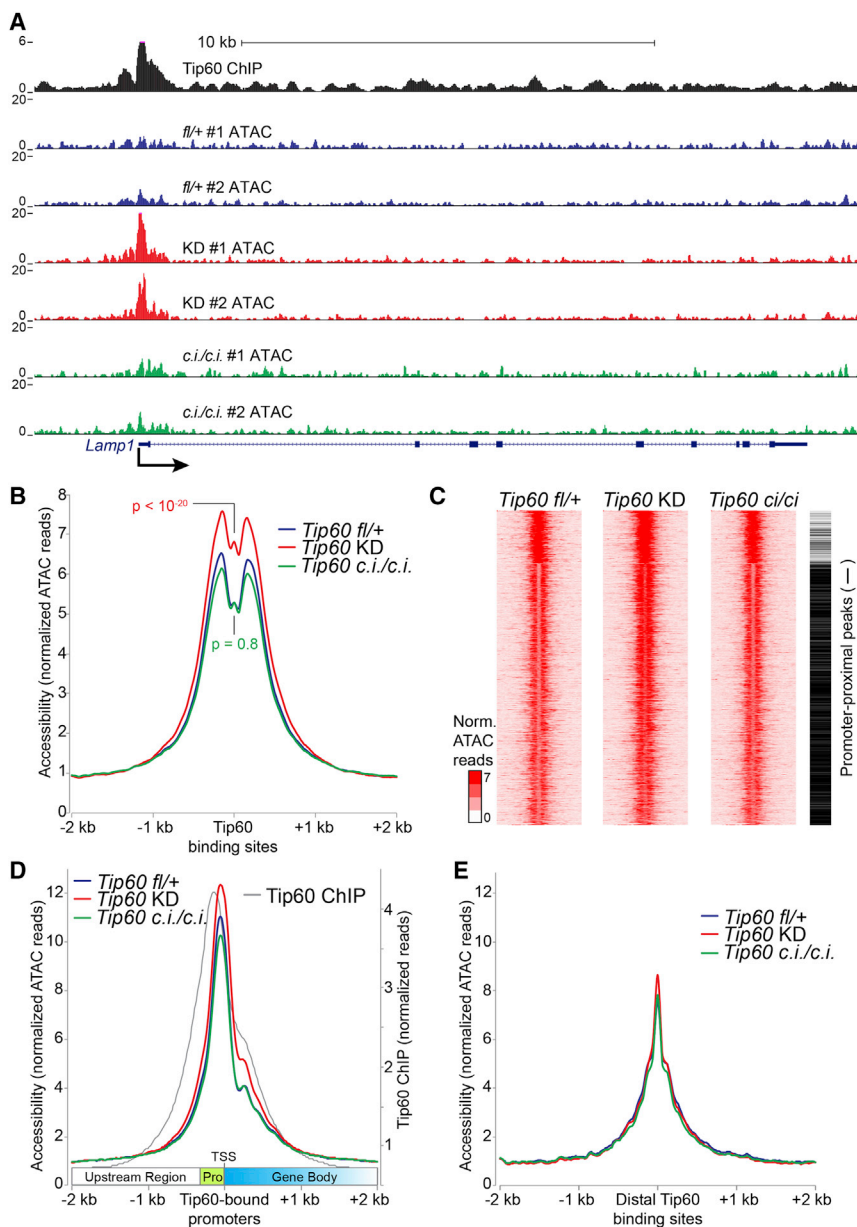 A
10 kb
6
Tip60 ChIP
0
20
fl/+ #1 ATAC
0
20
fl/+ #2 ATAC
0
20
KD #1 ATAC
0
20
KD #2 ATAC
0
20
c.i./c.i. #1 ATAC
0
20
c.i./c.i. #2 ATAC
0
Lamp1
B
Accessibility (normalized ATAC reads)
8
7
6
5
4
3
2
1
0
p < 10-20
Tip60 fl/+
Tip60 KD
Tip60 c.i./c.i.
p = 0.8
-2 kb
-1 kb
Tip60
binding sites
+1 kb
+2 kb
C
Tip60 fl/+
Tip60 KD
Tip60 ci/ci
Norm.
ATAC
reads
7
0
Promoter-proximal peaks (—)
D
Accessibility (normalized ATAC reads)
12
10
8
6
4
2
0
Tip60 fl/+
Tip60 KD
Tip60 c.i./c.i.
Tip60 ChIP
4
3
2
1
Tip60 ChIP (normalized reads)
TSS
Upstream Region
Pro
Gene Body
-2 kb
-1 kb
Tip60-bound
promoters
+1 kb
+2 kb
E
Accessibility (normalized ATAC reads)
12
10
8
6
4
2
0
Tip60 fl/+
Tip60 KD
Tip60 c.i./c.i.
-2 kb
-1 kb
Distal Tip60
binding sites
+1 kb
+2 kb